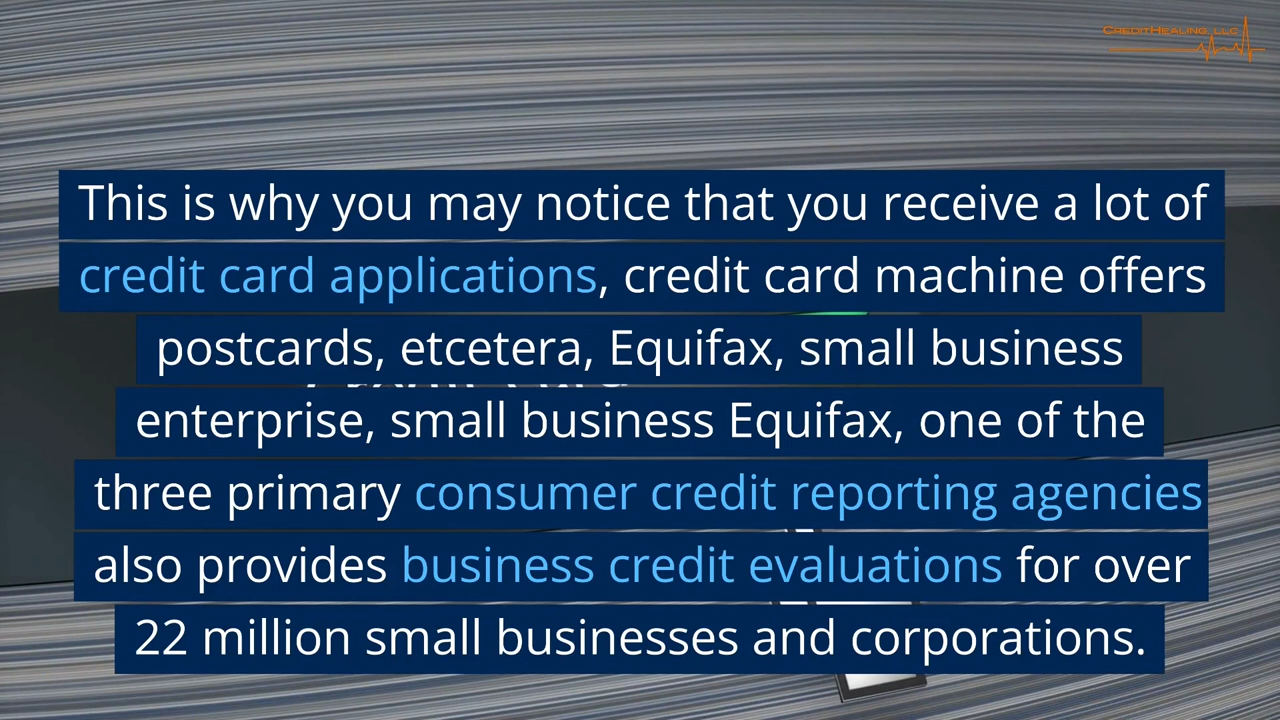 CREDITHEALING, LLC
This is why you may notice that you receive a lot of
credit card applications, credit card machine offers
postcards, etcetera, Equifax, small business
enterprise, small business Equifax, one of the
three primary consumer credit reporting agencies
also provides business credit evaluations for over
22 million small businesses and corporations.